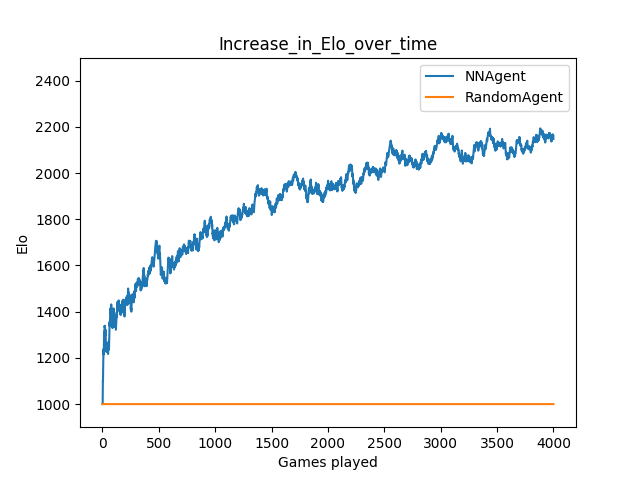 Increase_in_Elo_over_time
NNAgent
RandomAgent
2400
2200
2000
1800
1600
1400
1200
1000
Elo
0 500 1000 1500 2000 2500 3000 3500 4000
Games played